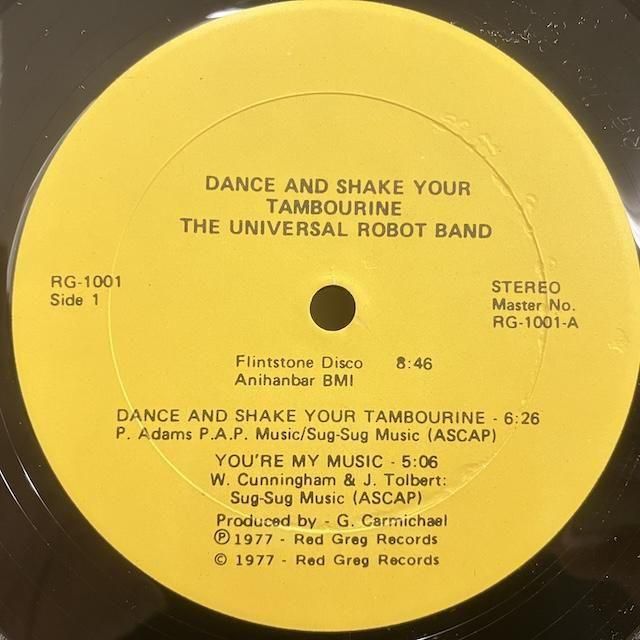 DANCE AND SHAKE YOUR
TAMBOURINE
THE UNIVERSAL ROBOT BAND
RG-1001
Side 1
STEREO
Master No.
RG-1001-A
Flintstone Disco 8:46
Anihanbar BMI
DANCE AND SHAKE YOUR TAMBOURINE - 6:26
P. Adams P.A.P. Music/Sug-Sug Music (ASCAP)
YOU'RE MY MUSIC - 5:06
W. Cunningham & J. Tolbert:
Sug-Sug Music (ASCAP)
Produced by - G. Carmichael
℗ 1977 - Red Greg Records
© 1977 - Red Greg Records